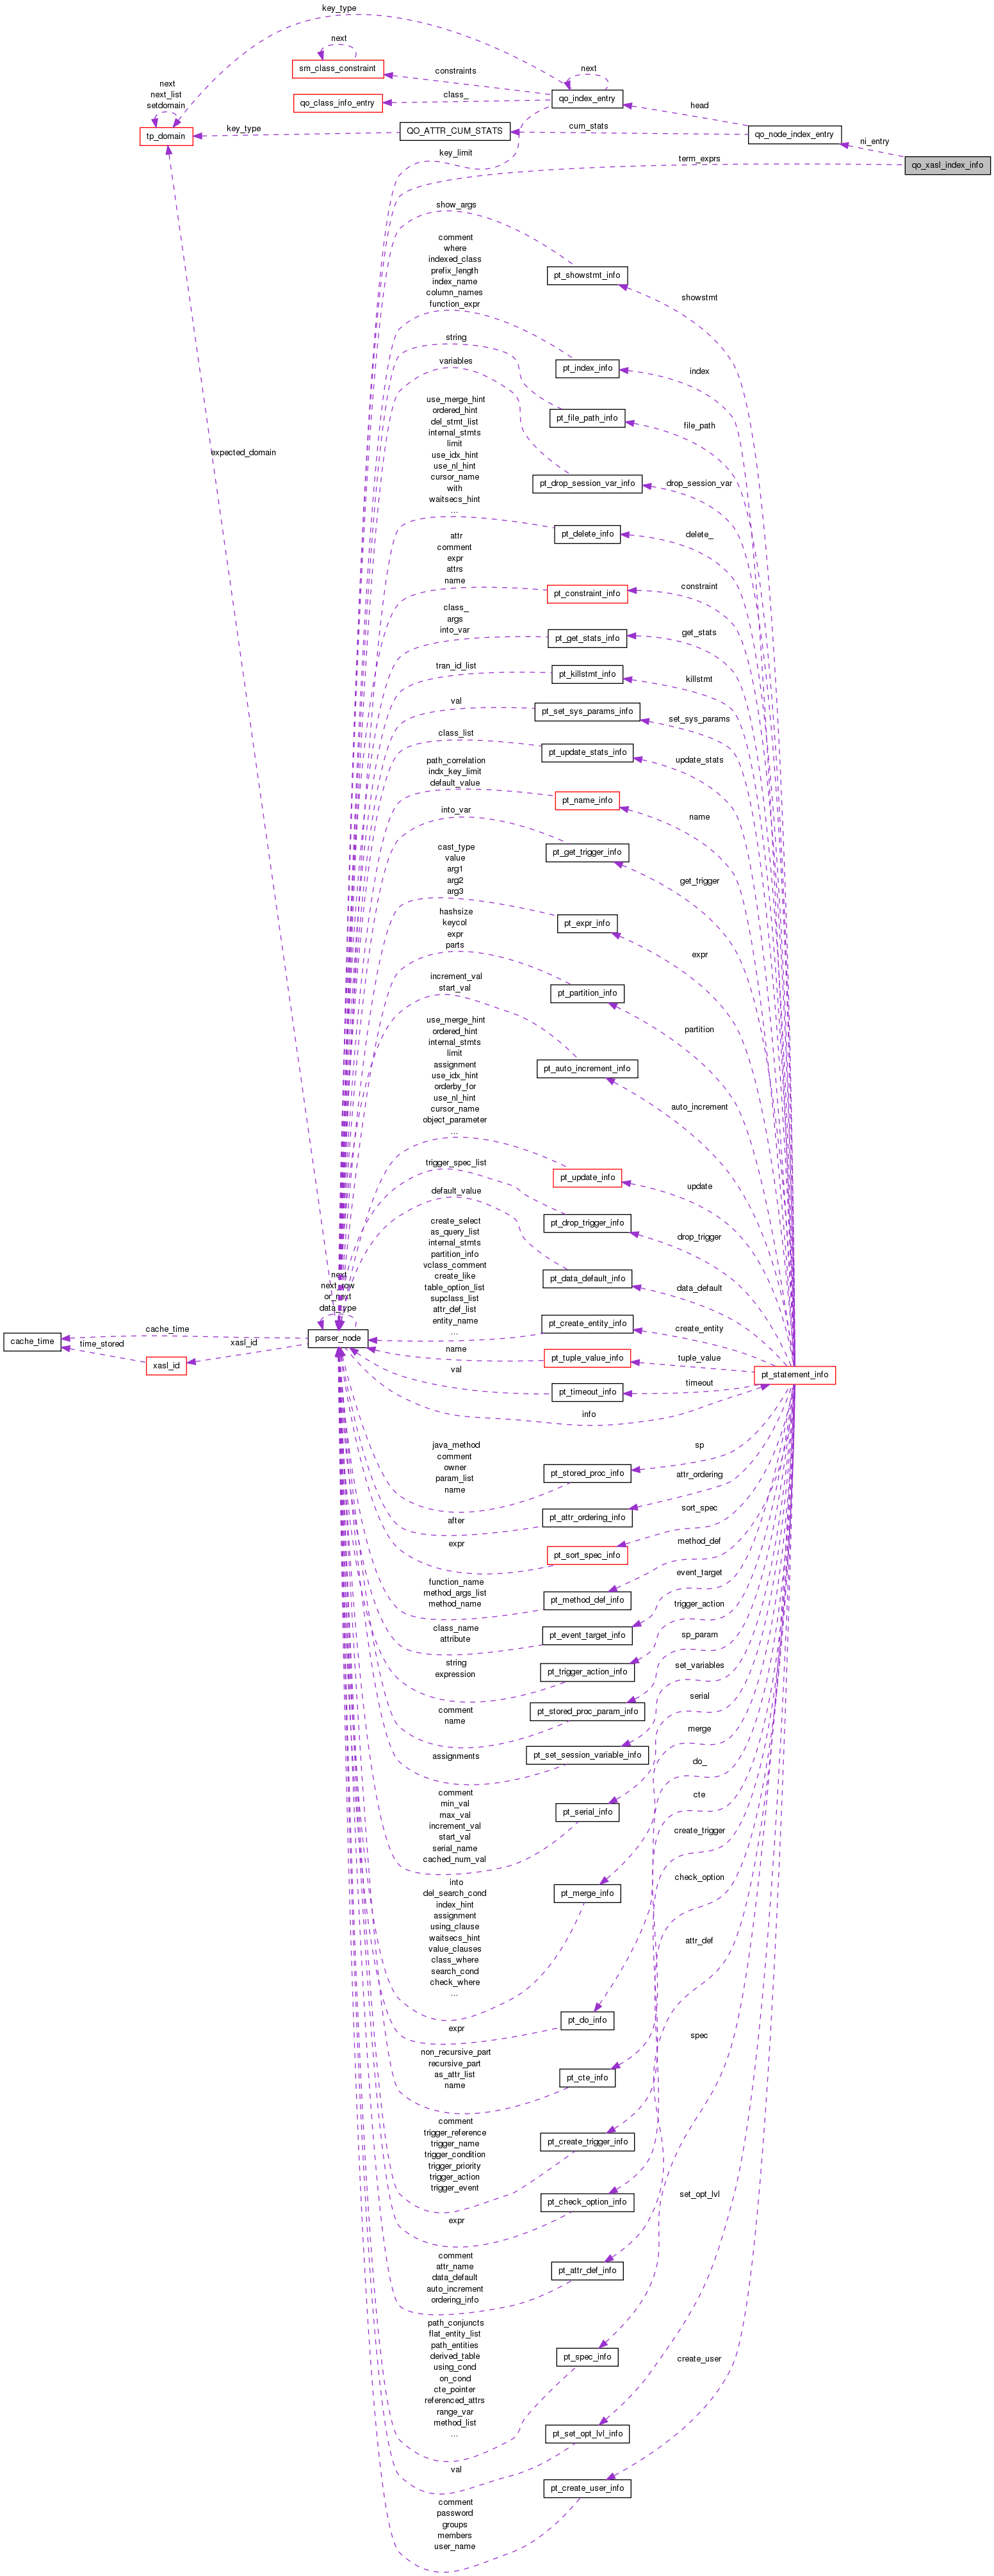 key_type
next
sm_class_constraint
constraints
next
next
next_list
setdomain
qo_class_info_entry
class_
qo_index_entry
head
tp_domain
key_type
QO_ATTR_CUM_STATS
cum_stats
qo_node_index_entry
ni_entry
key_limit
term_exprs
qo_xasl_index_info
show_args
pt_showstmt_info
showstmt
comment
where
indexed_class
prefix_length
index_name
column_names
function_expr
pt_index_info
index
string
pt_file_path_info
file_path
variables
pt_drop_session_var_info
drop_session_var
expected_domain
use_merge_hint
ordered_hint
del_stmt_list
internal_stmts
limit
use_idx_hint
use_nl_hint
cursor_name
with
waitsecs_hint
...
pt_delete_info
delete_
attr
comment
expr
attrs
name
pt_constraint_info
constraint
class_
args
into_var
pt_get_stats_info
get_stats
tran_id_list
pt_killstmt_info
killstmt
val
pt_set_sys_params_info
set_sys_params
class_list
pt_update_stats_info
update_stats
path_correlation
indx_key_limit
default_value
pt_name_info
name
into_var
pt_get_trigger_info
get_trigger
cast_type
value
arg1
arg2
arg3
pt_expr_info
expr
hashsize
keycol
expr
parts
pt_partition_info
partition
increment_val
start_val
pt_auto_increment_info
auto_increment
use_merge_hint
ordered_hint
internal_stmts
limit
assignment
use_idx_hint
orderby_for
use_nl_hint
cursor_name
object_parameter
...
pt_update_info
update
trigger_spec_list
pt_drop_trigger_info
drop_trigger
default_value
pt_data_default_info
data_default
create_select
as_query_list
internal_stmts
partition_info
vclass_comment
create_like
table_option_list
supclass_list
attr_def_list
entity_name
...
pt_create_entity_info
create_entity
next
next_row
or_next
data_type
parser_node
cache_time
cache_time
time_stored
xasl_id
xasl_id
name
pt_tuple_value_info
tuple_value
pt_statement_info
val
pt_timeout_info
timeout
info
java_method
comment
owner
param_list
name
pt_stored_proc_info
sp
after
pt_attr_ordering_info
attr_ordering
expr
pt_sort_spec_info
sort_spec
function_name
method_args_list
method_name
pt_method_def_info
method_def
class_name
attribute
pt_event_target_info
event_target
string
expression
pt_trigger_action_info
trigger_action
comment
name
pt_stored_proc_param_info
sp_param
assignments
pt_set_session_variable_info
set_variables
comment
min_val
max_val
increment_val
start_val
serial_name
cached_num_val
pt_serial_info
serial
into
del_search_cond
index_hint
assignment
using_clause
waitsecs_hint
value_clauses
class_where
search_cond
check_where
...
pt_merge_info
merge
expr
pt_do_info
do_
non_recursive_part
recursive_part
as_attr_list
name
pt_cte_info
cte
comment
trigger_reference
trigger_name
trigger_condition
trigger_priority
trigger_action
trigger_event
pt_create_trigger_info
create_trigger
expr
pt_check_option_info
check_option
comment
attr_name
data_default
auto_increment
ordering_info
pt_attr_def_info
attr_def
path_conjuncts
flat_entity_list
path_entities
derived_table
using_cond
on_cond
cte_pointer
referenced_attrs
range_var
method_list
...
pt_spec_info
spec
val
pt_set_opt_lvl_info
set_opt_lvl
comment
password
groups
members
user_name
pt_create_user_info
create_user